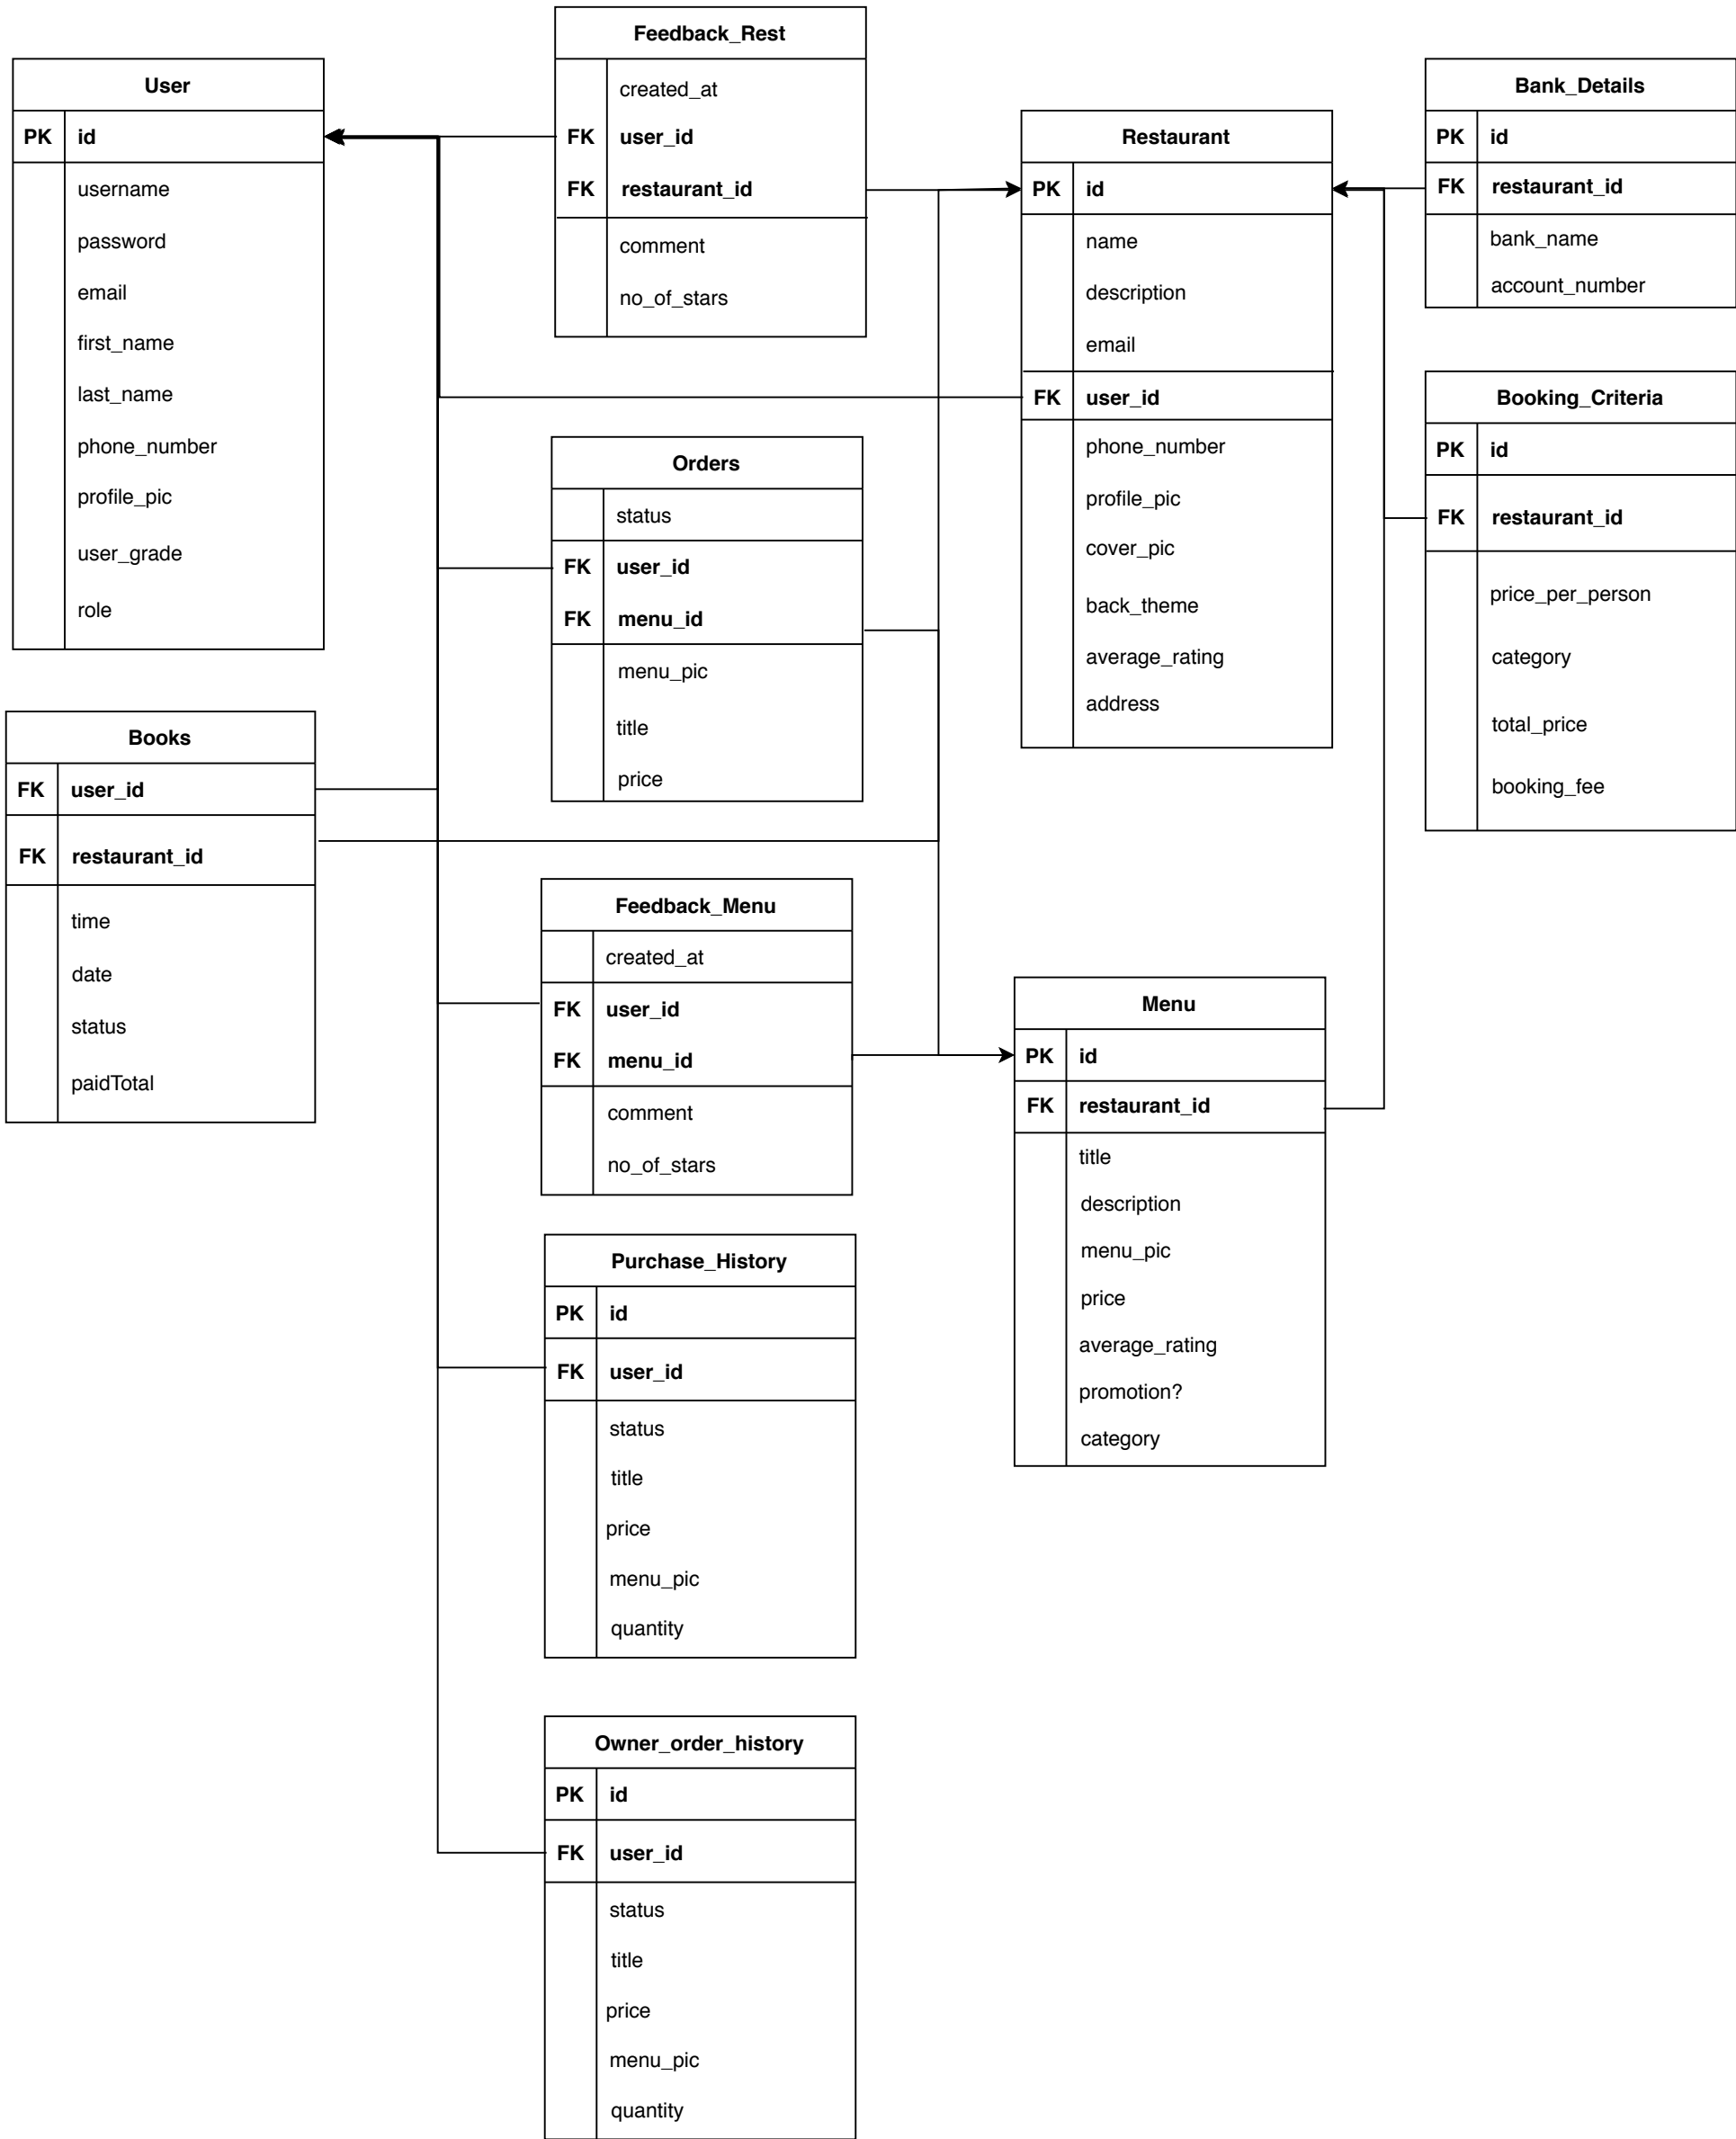 User
PK id
username
password
email
first_name
last_name
phone_number
profile_pic
user_grade
role
Feedback_Rest
created_at
FK user_id
FK restaurant_id
comment
no_of_stars
Restaurant
PK id
name
description
email
FK user_id
phone_number
profile_pic
cover_pic
back_theme
average_rating
address
Bank_Details
PK id
FK restaurant_id
bank_name
account_number
Booking_Criteria
PK id
FK restaurant_id
price_per_person
category
total_price
booking_fee
Orders
status
FK user_id
FK menu_id
menu_pic
title
price
Books
FK user_id
FK restaurant_id
time
date
status
paidTotal
Feedback_Menu
created_at
FK user_id
FK menu_id
comment
no_of_stars
Menu
PK id
FK restaurant_id
title
description
menu_pic
price
average_rating
promotion?
category
Purchase_History
PK id
FK user_id
status
title
price
menu_pic
quantity
Owner_order_history
PK id
FK user_id
status
title
price
menu_pic
quantity